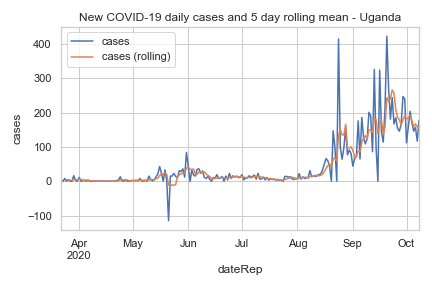 New COVID-19 daily cases and 5 day rolling mean - Uganda
cases
cases (rolling)
400
300
200
100
0
−100
cases
Apr
2020
May
Jun
Jul
Aug
Sep
Oct
dateRep